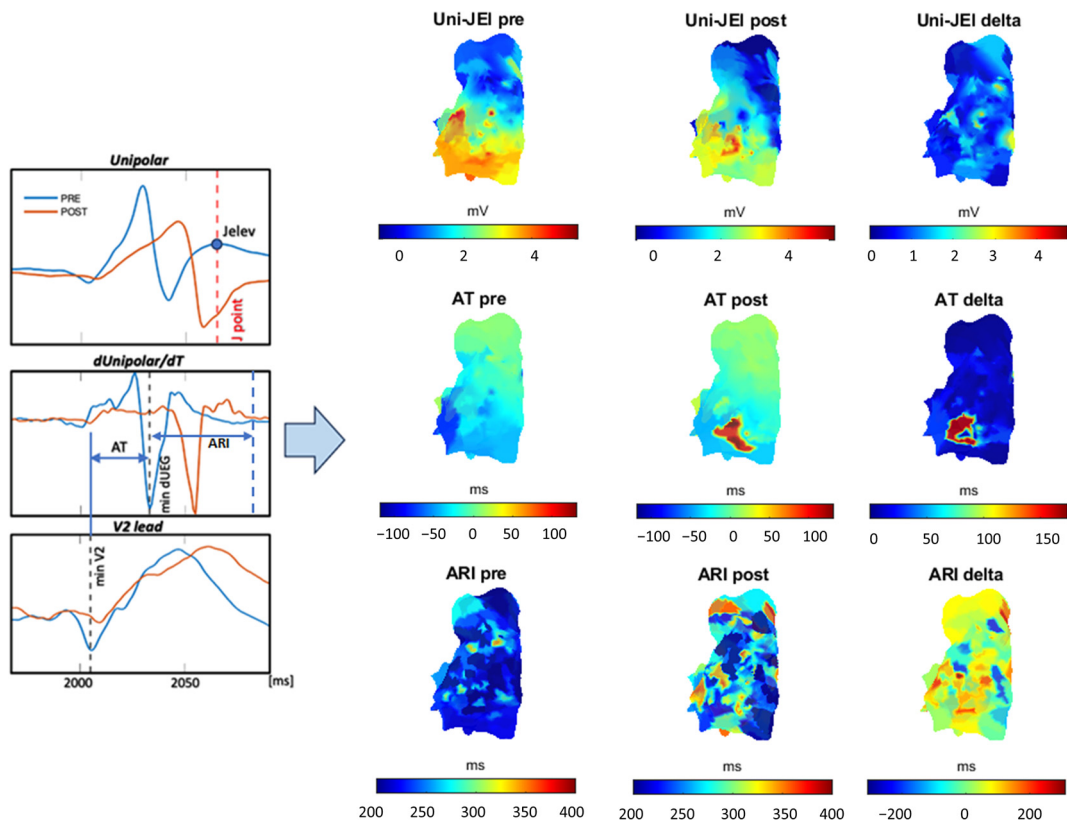 Unipolar
PRE
POST
Jelev
J point
dUnipolar/dT
AT
ARI
min dUEG
V2 lead
min V2
2000 2050 [ms]
Uni-JEI pre Uni-JEI post Uni-JEI delta
mV mV mV
0 2 4 0 2 4 0 1 2 3 4
AT pre AT post AT delta
ms ms ms
−100 −50 0 50 100 −100 −50 0 50 100 0 50 100 150
ARI pre ARI post ARI delta
ms ms ms
200 250 300 350 400 200 250 300 350 400 −200 0 200